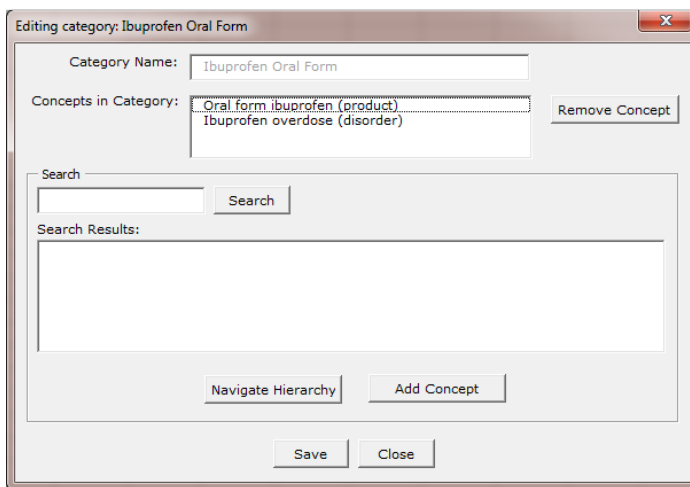 Editing category: Ibuprofen Oral Form
x
Category Name: Ibuprofen Oral Form
Concepts in Category: Oral form ibuprofen (product)
Ibuprofen overdose (disorder)
Remove Concept
Search
Search
Search Results:
Navigate Hierarchy Add Concept
Save Close